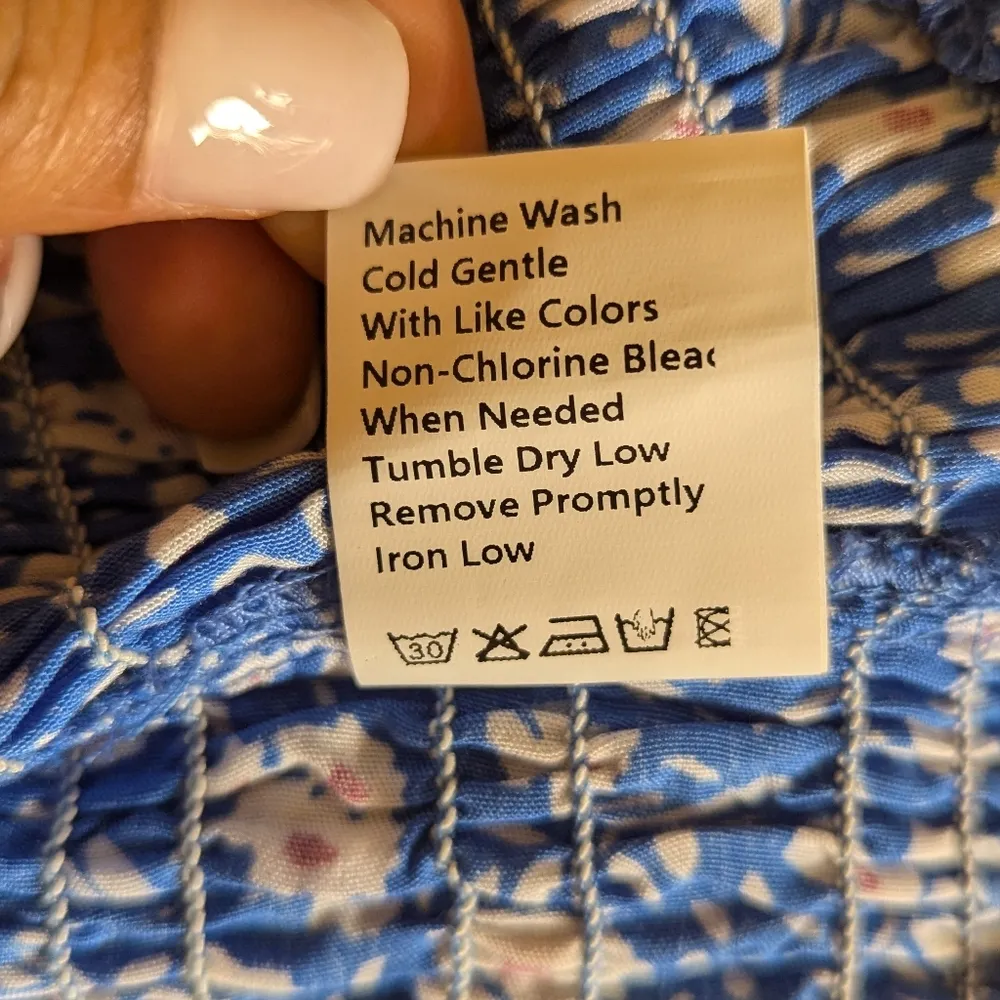 Machine Wash
Cold Gentle
With Like Colors
Non-Chlorine Bleac
When Needed
Tumble Dry Low
Remove Promptly
Iron Low
30